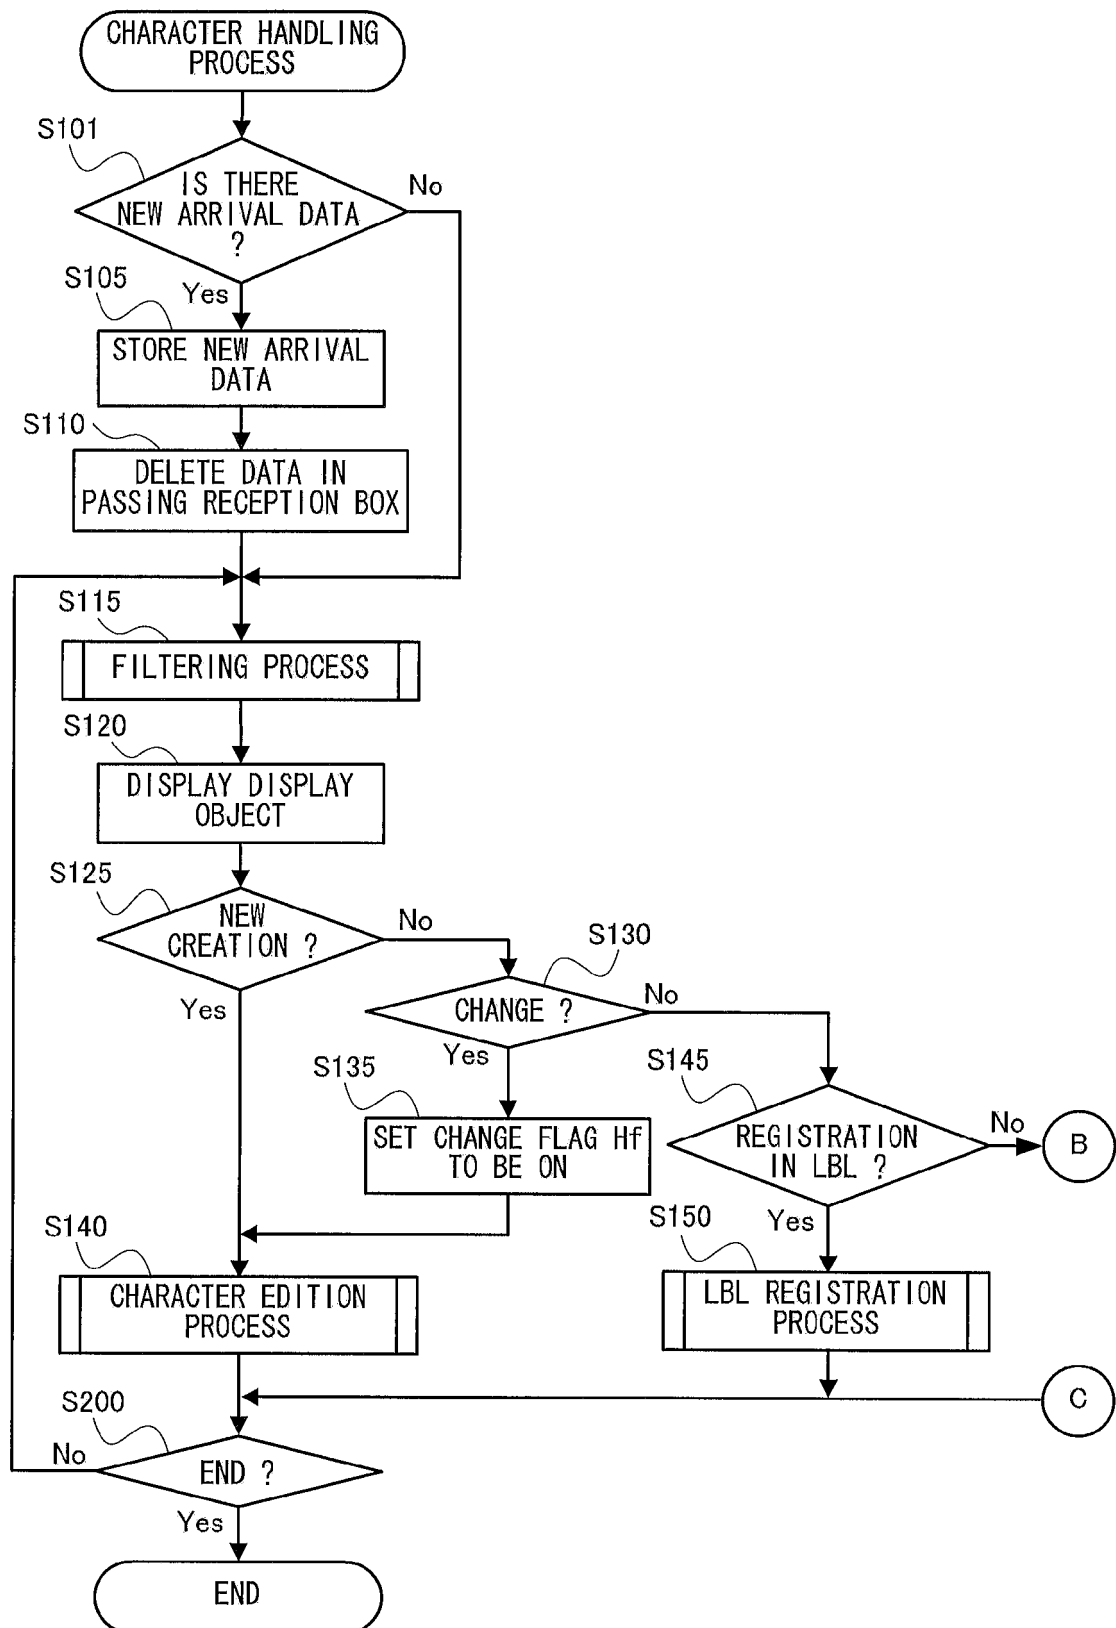 CHARACTER HANDLING
PROCESS
S101
IS THERE
NEW ARRIVAL DATA
?
No
Yes
S105
STORE NEW ARRIVAL
DATA
S110
DELETE DATA IN
PASSING RECEPTION BOX
S115
FILTERING PROCESS
S120
DISPLAY DISPLAY
OBJECT
S125
NEW
CREATION ?
No
Yes
S130
CHANGE ?
No
Yes
S135
SET CHANGE FLAG Hf
TO BE ON
S145
REGISTRATION
IN LBL ?
No
B
Yes
S140
CHARACTER EDITION
PROCESS
S150
LBL REGISTRATION
PROCESS
C
S200
END ?
No
Yes
END